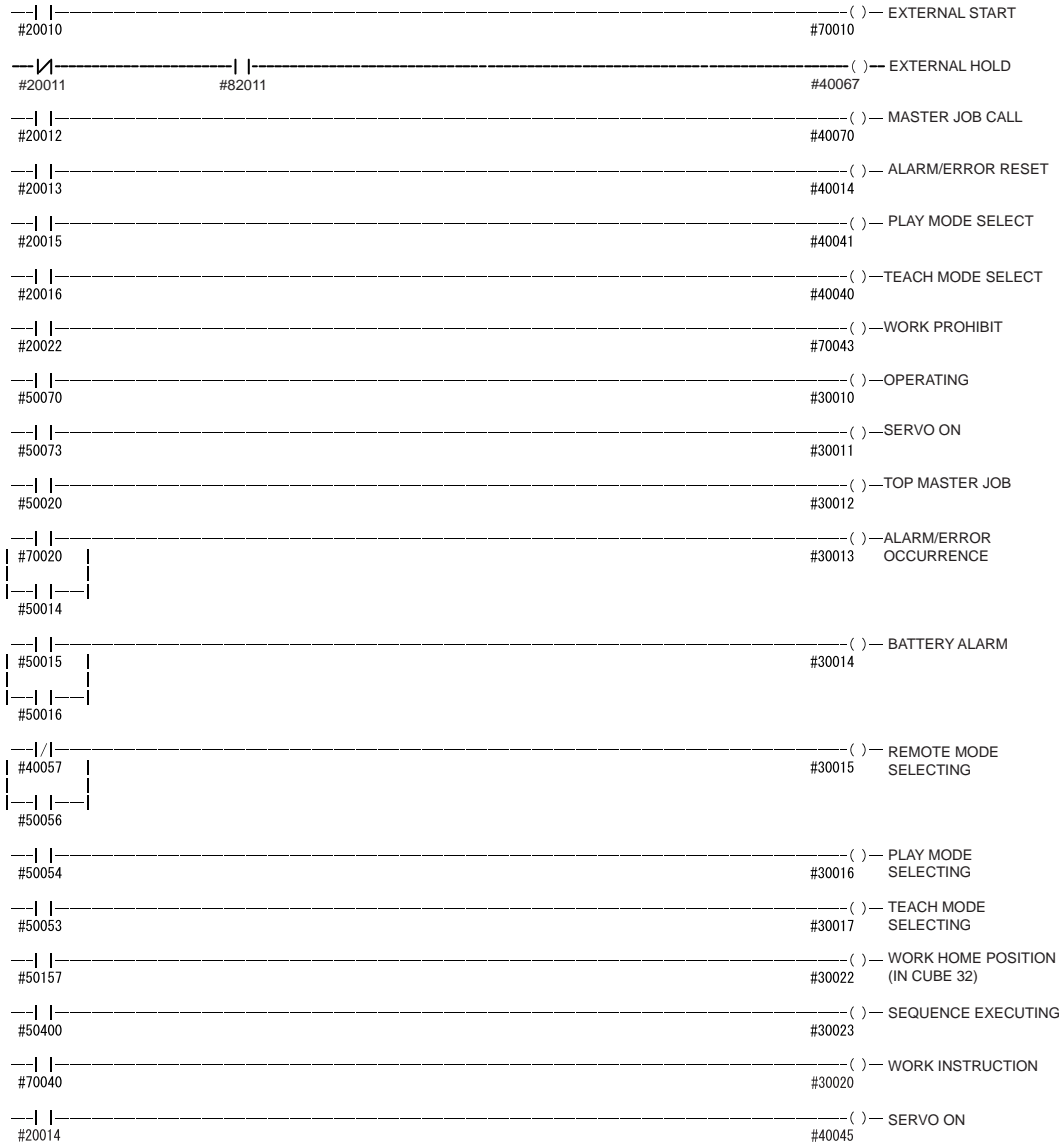 EXTERNAL START
#20010 #70010
EXTERNAL HOLD
#20011 #82011 #40067
MASTER JOB CALL
#20012 #40070
ALARM/ERROR RESET
#20013 #40014
PLAY MODE SELECT
#20015 #40041
TEACH MODE SELECT
#20016 #40040
WORK PROHIBIT
#20022 #70043
OPERATING
#50070 #30010
SERVO ON
#50073 #30011
TOP MASTER JOB
#50020 #30012
ALARM/ERROR
#70020 #30013 OCCURRENCE
#50014
BATTERY ALARM
#50015 #30014
#50016
REMOTE MODE
#40057 #30015 SELECTING
#50056
PLAY MODE
#50054 #30016 SELECTING
TEACH MODE
#50053 #30017 SELECTING
WORK HOME POSITION
#50157 #30022 (IN CUBE 32)
SEQUENCE EXECUTING
#50400 #30023
WORK INSTRUCTION
#70040 #30020
SERVO ON
#20014 #40045